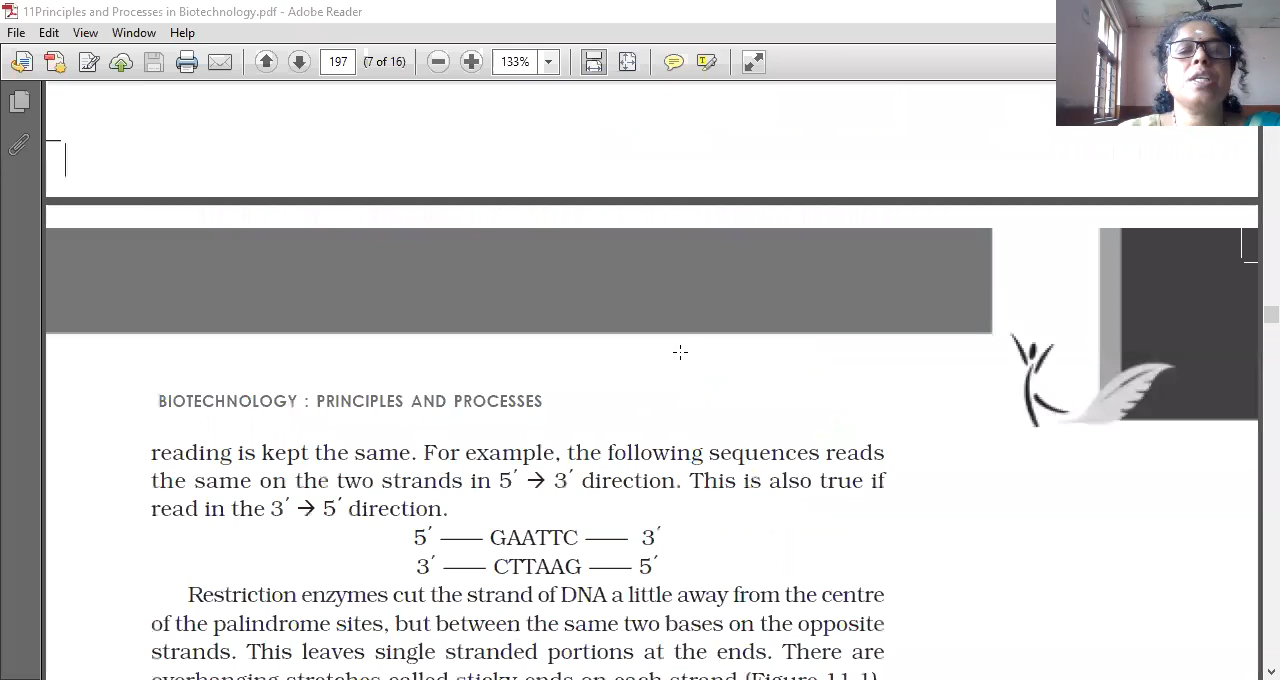 11Principles and Processes in Biotechnology.pdf - Adobe Reader
File Edit View Window Help
197 (7 of 16) 133%
BIOTECHNOLOGY : PRINCIPLES AND PROCESSES
reading is kept the same. For example, the following sequences reads
the same on the two strands in 5´ → 3´ direction. This is also true if
read in the 3´ → 5´ direction.
5´ —— GAATTC —— 3´
3´ —— CTTAAG —— 5´
Restriction enzymes cut the strand of DNA a little away from the centre
of the palindrome sites, but between the same two bases on the opposite
strands. This leaves single stranded portions at the ends. There are
overhanging stretches called sticky ends on each strand (Figure 11.1).